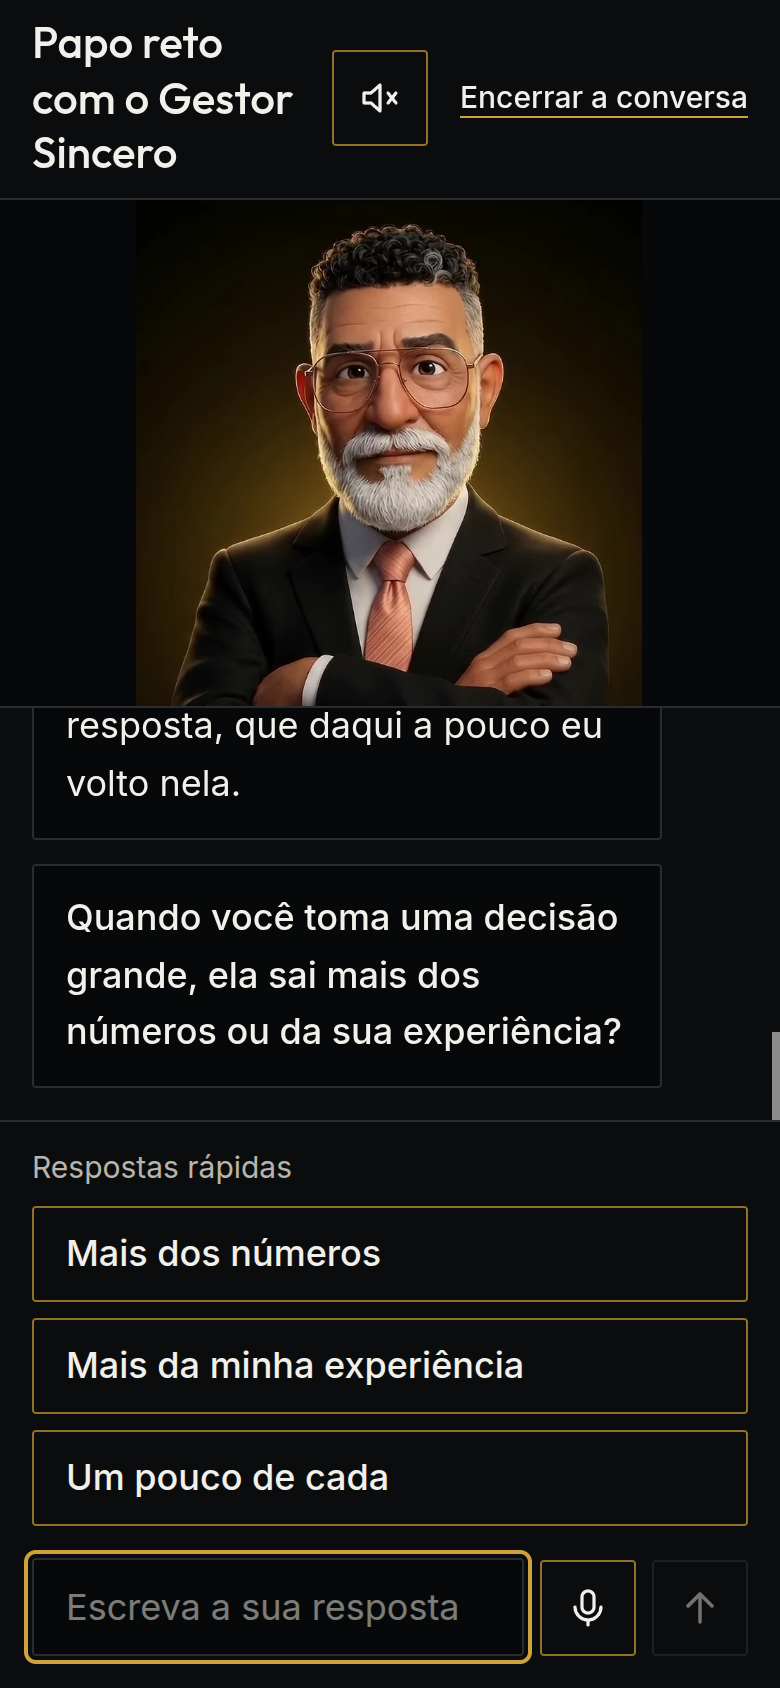 Papo reto
com o Gestor
Sincero
Encerrar a conversa
resposta, que daqui a pouco eu
volto nela.
Quando você toma uma decisão
grande, ela sai mais dos
números ou da sua experiência?
Respostas rápidas
Mais dos números
Mais da minha experiência
Um pouco de cada
Escreva a sua resposta